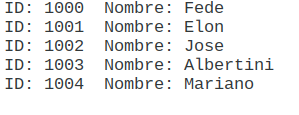 ID: 1000  Nombre: Fede
ID: 1001  Nombre: Elon
ID: 1002  Nombre: Jose
ID: 1003  Nombre: Albertini
ID: 1004  Nombre: Mariano